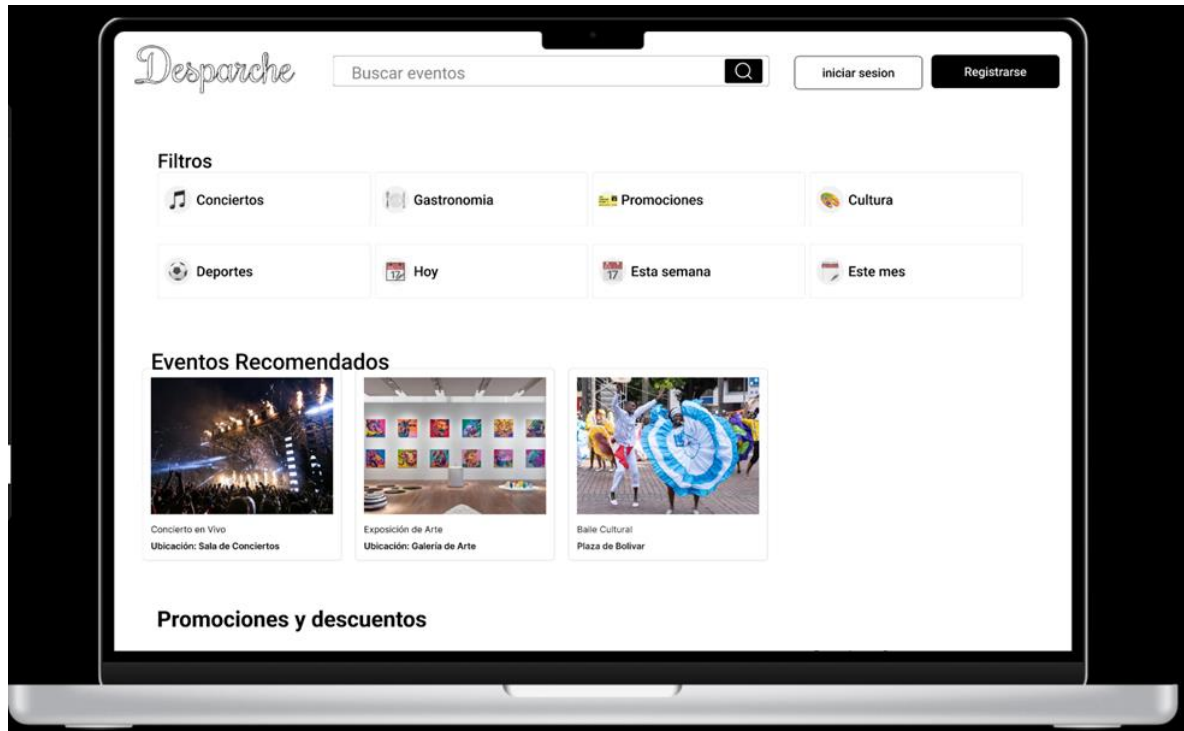 Desparche
Buscar eventos
iniciar sesion
Registrarse
Filtros
Conciertos
Gastronomia
Promociones
Cultura
Deportes
17
Hoy
17
Esta semana
Este mes
Eventos Recomendados
Concierto en Vivo
Ubicación: Sala de Conciertos
Exposición de Arte
Ubicación: Galería de Arte
Baile Cultural
Plaza de Bolivar
Promociones y descuentos